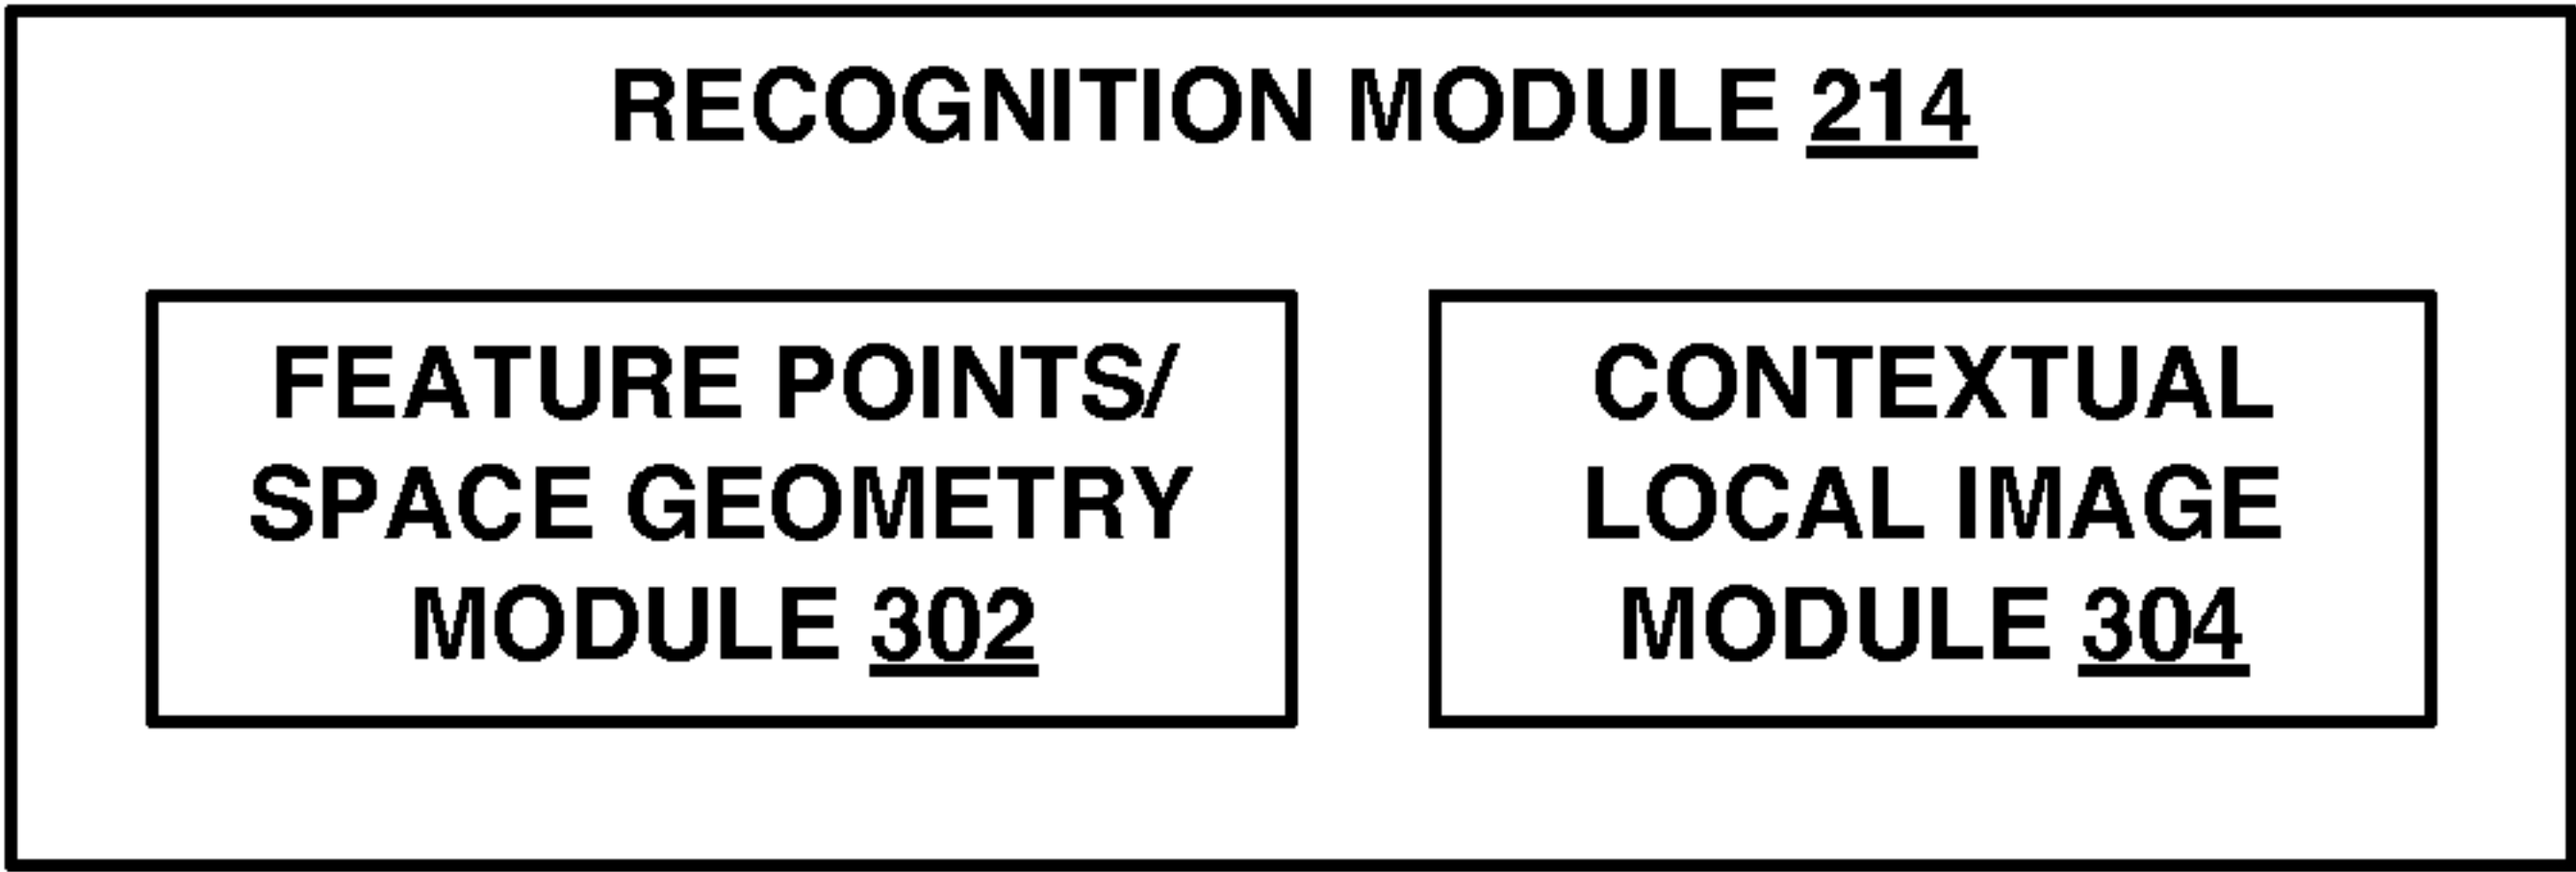 RECOGNITION MODULE 214
FEATURE POINTS/
SPACE GEOMETRY
MODULE 302
CONTEXTUAL
LOCAL IMAGE
MODULE 304